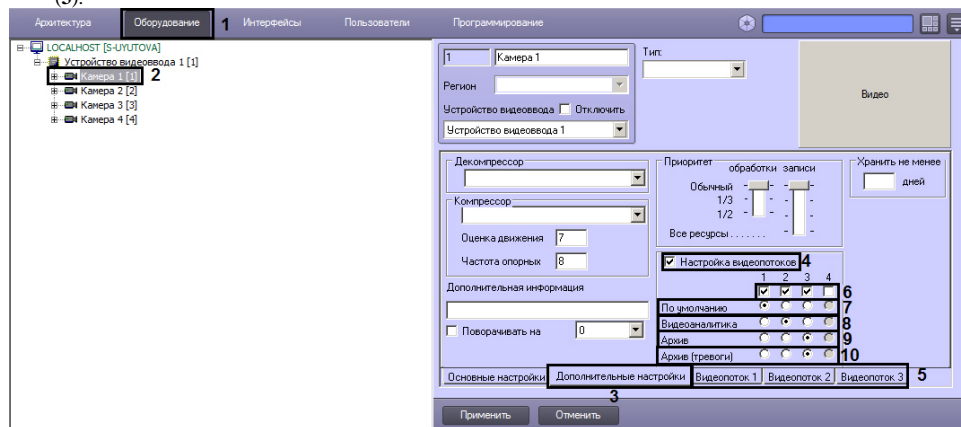 (3).
Архитектура Оборудование 1 Интерфейсы Пользователи Программирование
LOCALHOST [S-UYUTOVA]
Устройство видеоввода 1 [1]
Камера 1 [1] 2
Камера 2 [2]
Камера 3 [3]
Камера 4 [4]
1 Камера 1
Тип:
Регион
Устройство видеоввода Отключить
Устройство видеоввода 1
Видео
Декомпрессор
Компрессор
Оценка движения 7
Частота опорных 8
Дополнительная информация
Поворачивать на 0
Приоритет
обработки записи
Обычный
1/3
1/2
Все ресурсы.......
Хранить не менее
дней
Настройка видеопотоков 4
1 2 3 4
6
По умолчанию 7
Видеоаналитика 8
Архив 9
Архив (тревоги) 10
Основные настройки Дополнительные настройки Видеопоток 1 Видеопоток 2 Видеопоток 3 5
3
Применить Отменить